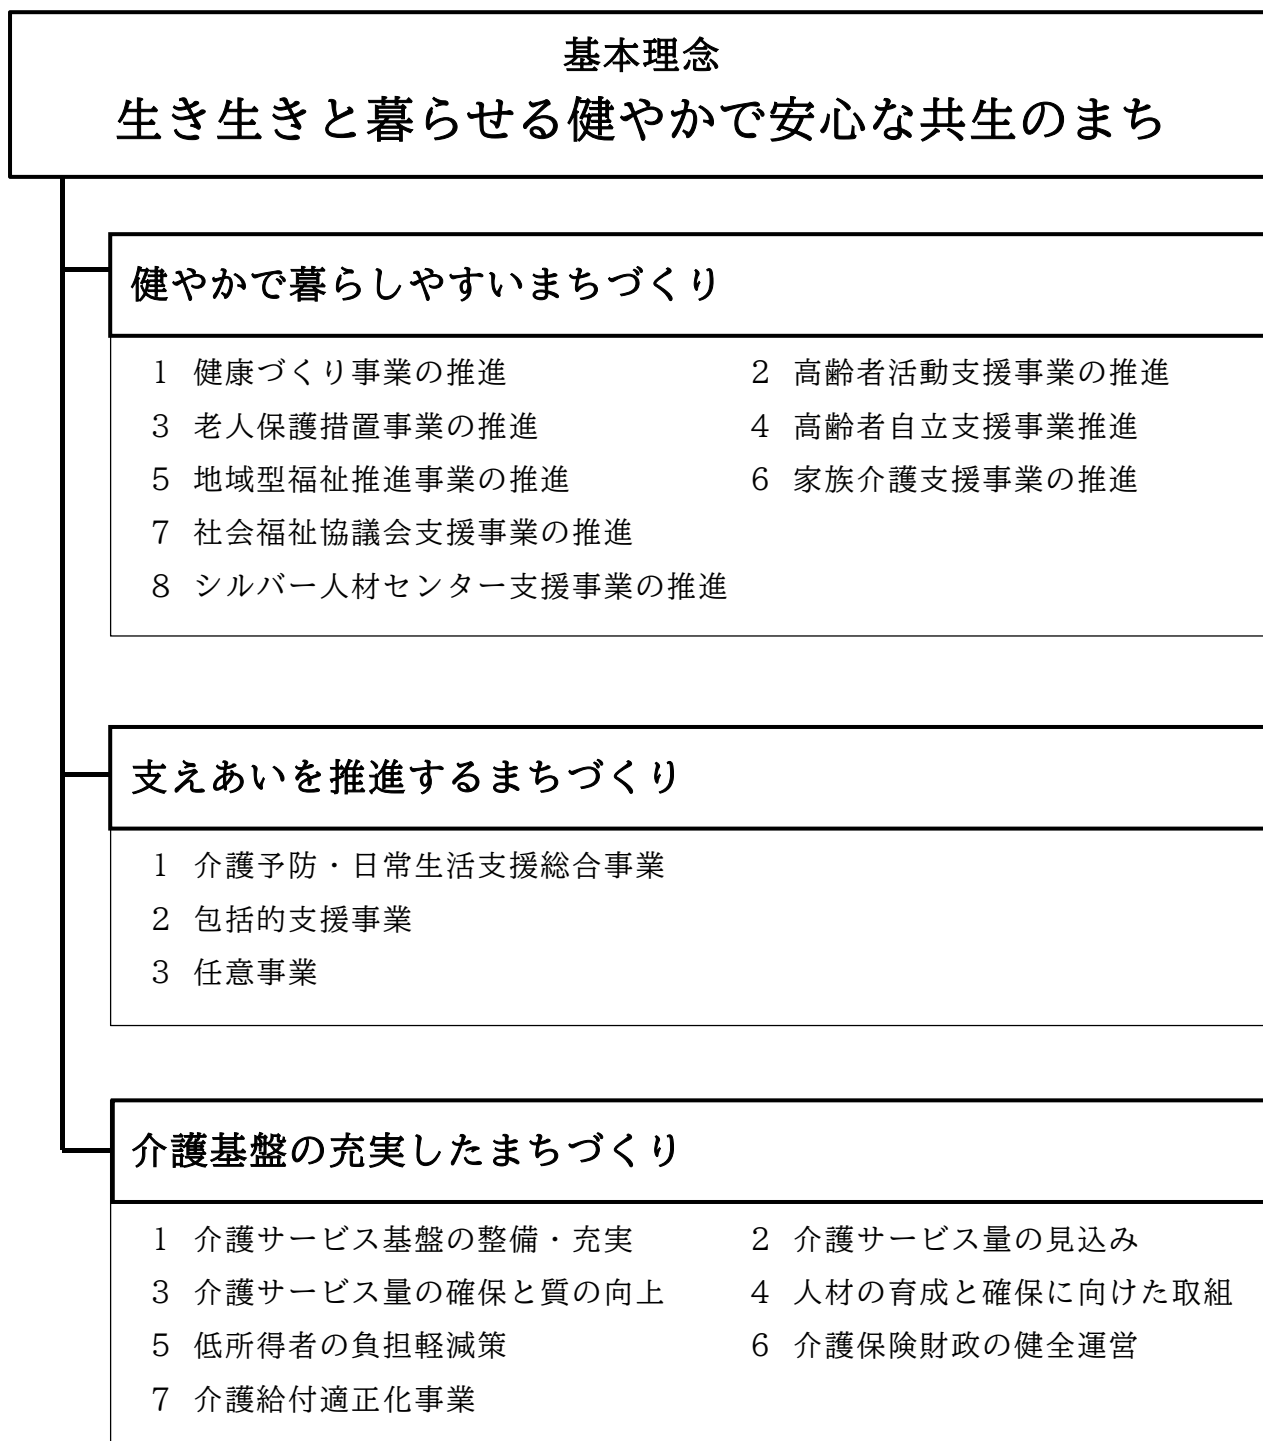 基本理念
生き生きと暮らせる健やかで安心な共生のまち
健やかで暮らしやすいまちづくり
1 健康づくり事業の推進 2 高齢者活動支援事業の推進
3 老人保護措置事業の推進 4 高齢者自立支援事業推進
5 地域型福祉推進事業の推進 6 家族介護支援事業の推進
7 社会福祉協議会支援事業の推進
8 シルバー人材センター支援事業の推進
支えあいを推進するまちづくり
1 介護予防・日常生活支援総合事業
2 包括的支援事業
3 任意事業
介護基盤の充実したまちづくり
1 介護サービス基盤の整備・充実 2 介護サービス量の見込み
3 介護サービス量の確保と質の向上 4 人材の育成と確保に向けた取組
5 低所得者の負担軽減策 6 介護保険財政の健全運営
7 介護給付適正化事業